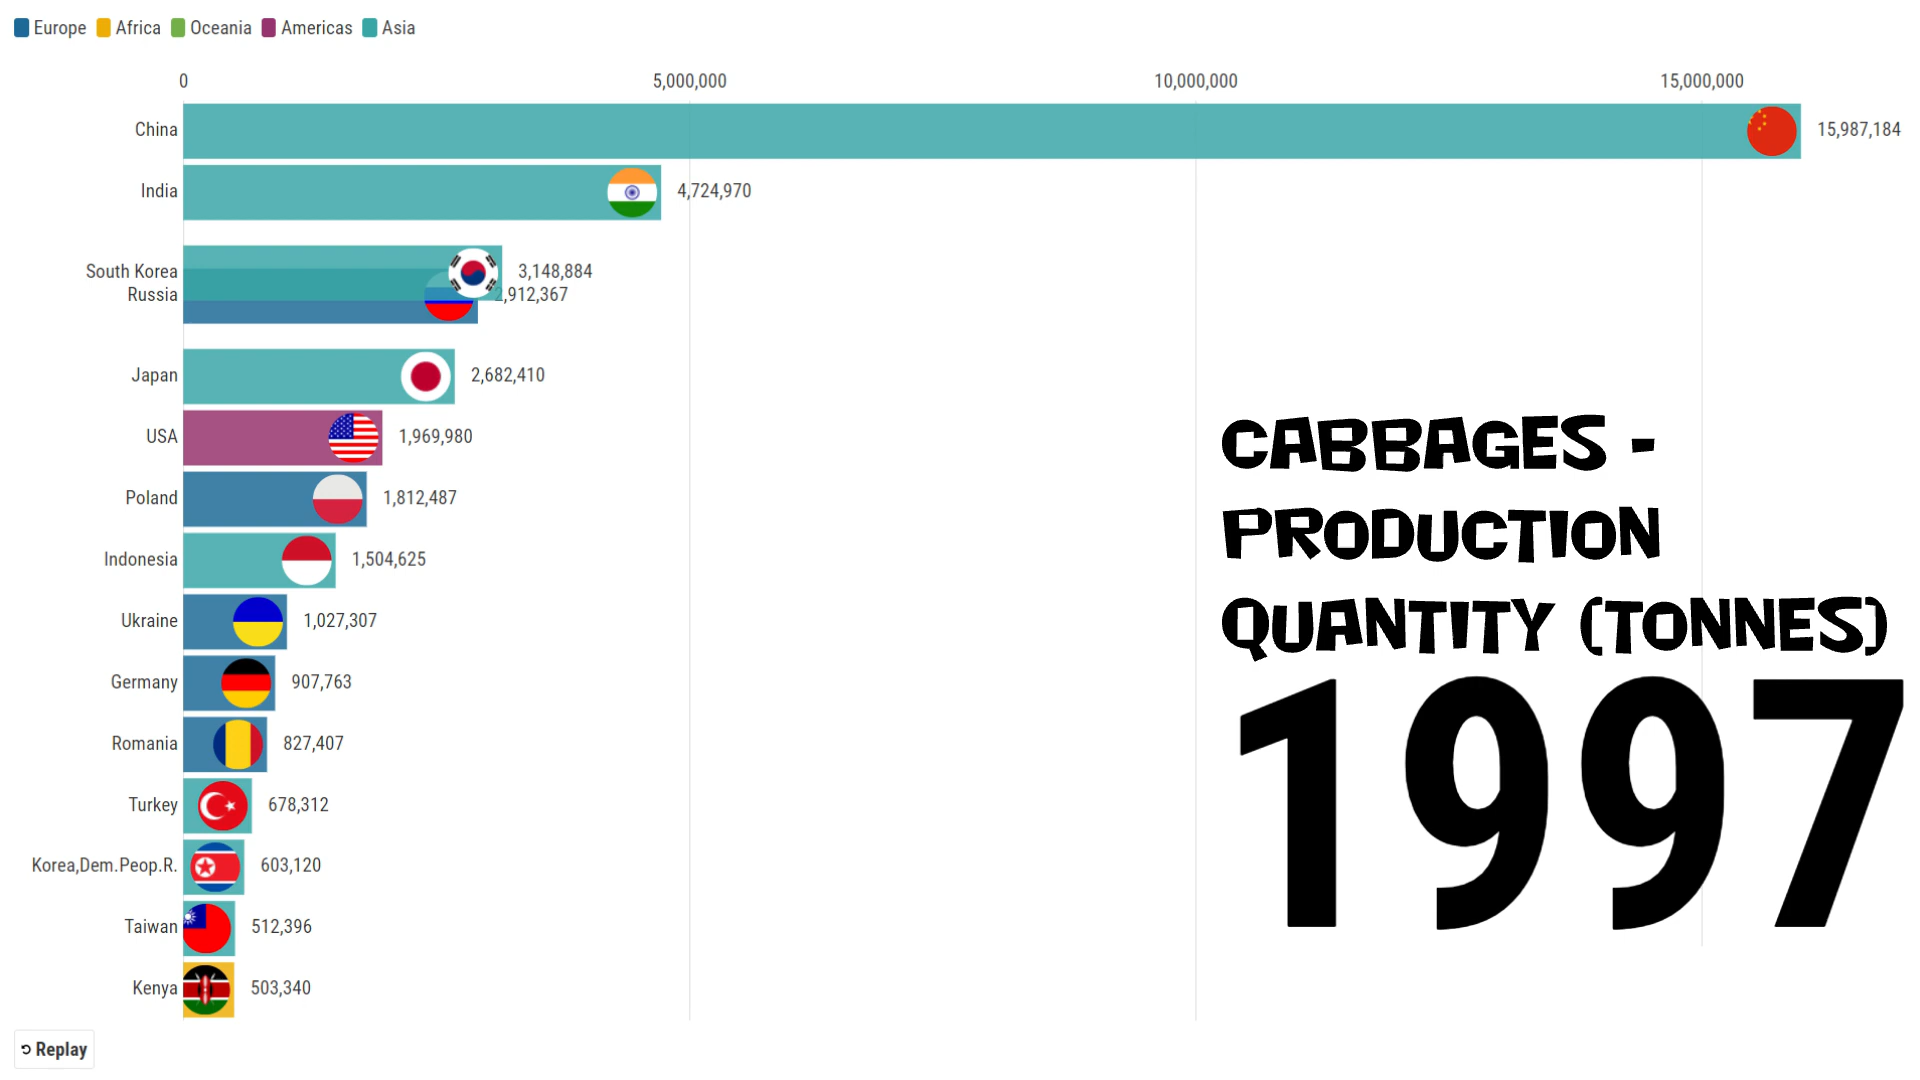 Europe Africa Oceania Americas Asia
0 5,000,000 10,000,000 15,000,000
China 15,987,184
India 4,724,970
South Korea 3,148,884
Russia 2,912,367
Japan 2,682,410
USA 1,969,980
Poland 1,812,487
Indonesia 1,504,625
Ukraine 1,027,307
Germany 907,763
Romania 827,407
Turkey 678,312
Korea,Dem.Peop.R. 603,120
Taiwan 512,396
Kenya 503,340
CABBAGES -
PRODUCTION
QUANTITY (TONNES)
1997
Replay